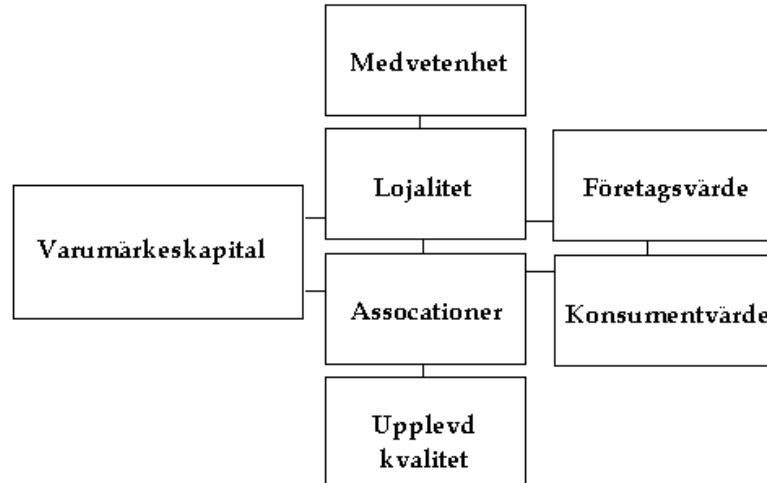 Medvetenhet
Lojalitet
Företagsvärde
Varumärkeskapital
Assocationer
Konsumentvärde
Upplevd
kvalitet